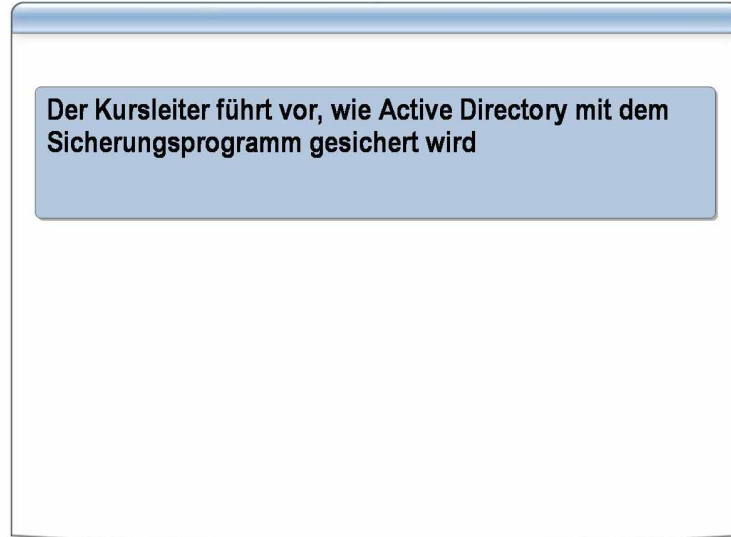 Der Kursleiter führt vor, wie Active Directory mit dem
Sicherungsprogramm gesichert wird